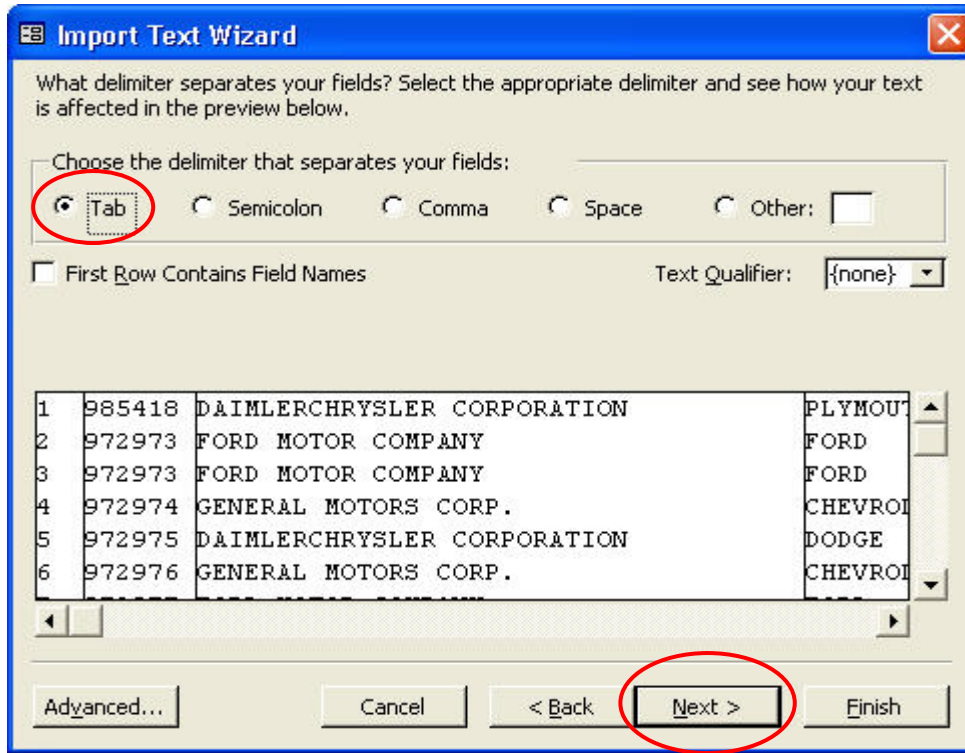 Import Text Wizard
What delimiter separates your fields? Select the appropriate delimiter and see how your text
is affected in the preview below.
Choose the delimiter that separates your fields:
Tab Semicolon Comma Space Other:
First Row Contains Field Names Text Qualifier: {none}
1 985418 DAIMLERCHRYSLER CORPORATION PLYMOUT
2 972973 FORD MOTOR COMPANY FORD
3 972973 FORD MOTOR COMPANY FORD
4 972974 GENERAL MOTORS CORP. CHEVROL
5 972975 DAIMLERCHRYSLER CORPORATION DODGE
6 972976 GENERAL MOTORS CORP. CHEVROL
Advanced... Cancel < Back Next > Finish